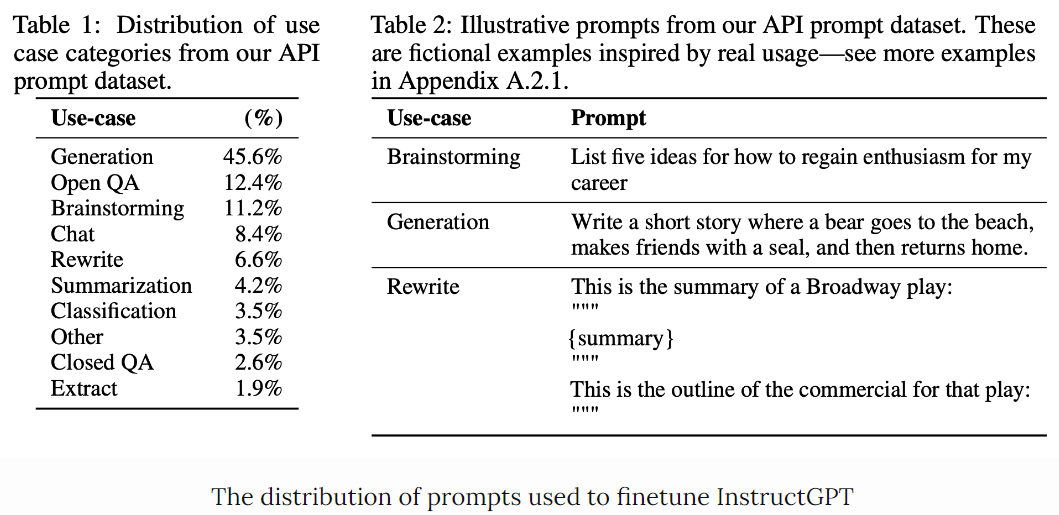 Table 1: Distribution of use
case categories from our API
prompt dataset.
Use-case (%)
Generation 45.6%
Open QA 12.4%
Brainstorming 11.2%
Chat 8.4%
Rewrite 6.6%
Summarization 4.2%
Classification 3.5%
Other 3.5%
Closed QA 2.6%
Extract 1.9%
Table 2: Illustrative prompts from our API prompt dataset. These
are fictional examples inspired by real usage—see more examples
in Appendix A.2.1.
Use-case Prompt
Brainstorming List five ideas for how to regain enthusiasm for my
career
Generation Write a short story where a bear goes to the beach,
makes friends with a seal, and then returns home.
Rewrite This is the summary of a Broadway play:
"""
{summary}
"""
This is the outline of the commercial for that play:
"""
The distribution of prompts used to finetune InstructGPT